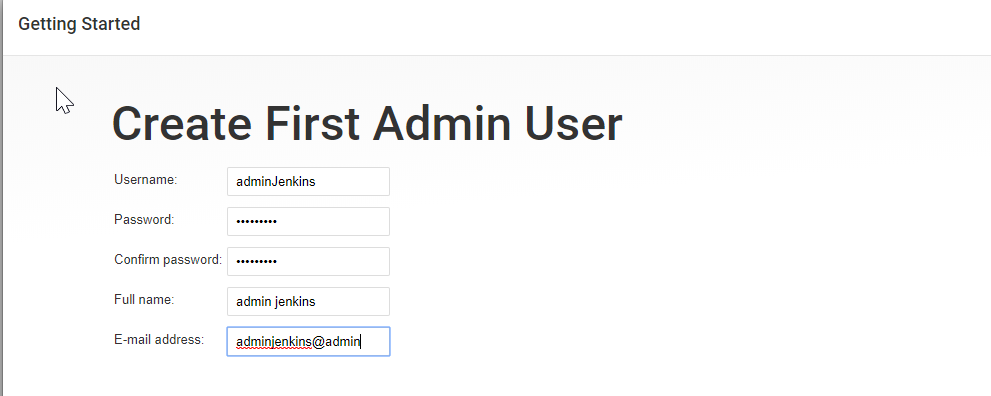 Getting Started
Create First Admin User
Username: adminJenkins
Password: •••••••••
Confirm password: •••••••••
Full name: admin jenkins
E-mail address: adminjenkins@admin